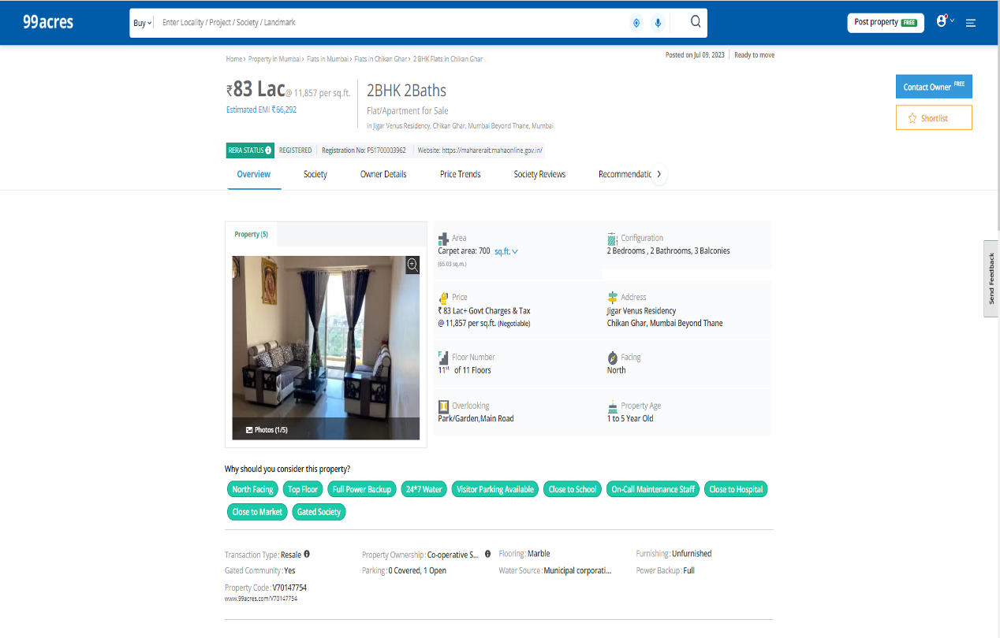 99acres
Buy
Enter Locality / Project / Society / Landmark
Post property FREE
Home› Property in Mumbai› Flats in Mumbai› Flats in Chikan Ghar› 2 BHK Flats in Chikan Ghar
Posted on Jul 09, 2023 Ready to move
₹83 Lac@ 11,857 per sq.ft.
Estimated EMI ₹66,292
2BHK 2Baths
Flat/Apartment for Sale
in Jigar Venus Residency, Chikan Ghar, Mumbai Beyond Thane, Mumbai
Contact Owner FREE
Shortlist
RERA STATUS REGISTERED Registration No: P51700003962 Website: https://maharerait.mahaonline.gov.in/
Overview Society Owner Details Price Trends Society Reviews Recommendatic
Property (5)
Photos (1/5)
Area
Carpet area: 700 sq.ft.
(65.03 sq.m.)
Configuration
2 Bedrooms , 2 Bathrooms, 3 Balconies
Price
₹ 83 Lac+ Govt Charges & Tax
@ 11,857 per sq.ft. (Negotiable)
Address
Jigar Venus Residency
Chikan Ghar, Mumbai Beyond Thane
Floor Number
11st of 11 Floors
Facing
North
Overlooking
Park/Garden,Main Road
Property Age
1 to 5 Year Old
Send Feedback
Why should you consider this property?
North Facing Top Floor Full Power Backup 24*7 Water Visitor Parking Available Close to School On-Call Maintenance Staff Close to Hospital
Close to Market Gated Society
Transaction Type: Resale Property Ownership: Co-operative S... Flooring: Marble Furnishing: Unfurnished
Gated Community: Yes Parking: 0 Covered, 1 Open Water Source: Municipal corporati... Power Backup: Full
Property Code: V70147754
www.99acres.com/V70147754